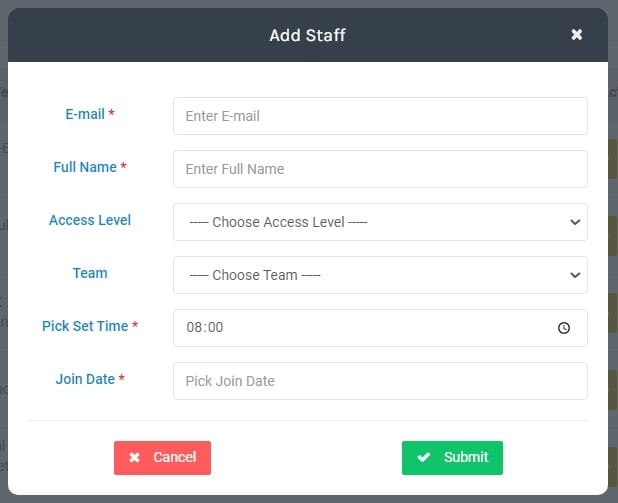 Add Staff
E-mail *
Enter E-mail
Full Name *
Enter Full Name
Access Level
----- Choose Access Level -----
Team
----- Choose Team -----
Pick Set Time *
08:00
Join Date *
Pick Join Date
Cancel
Submit